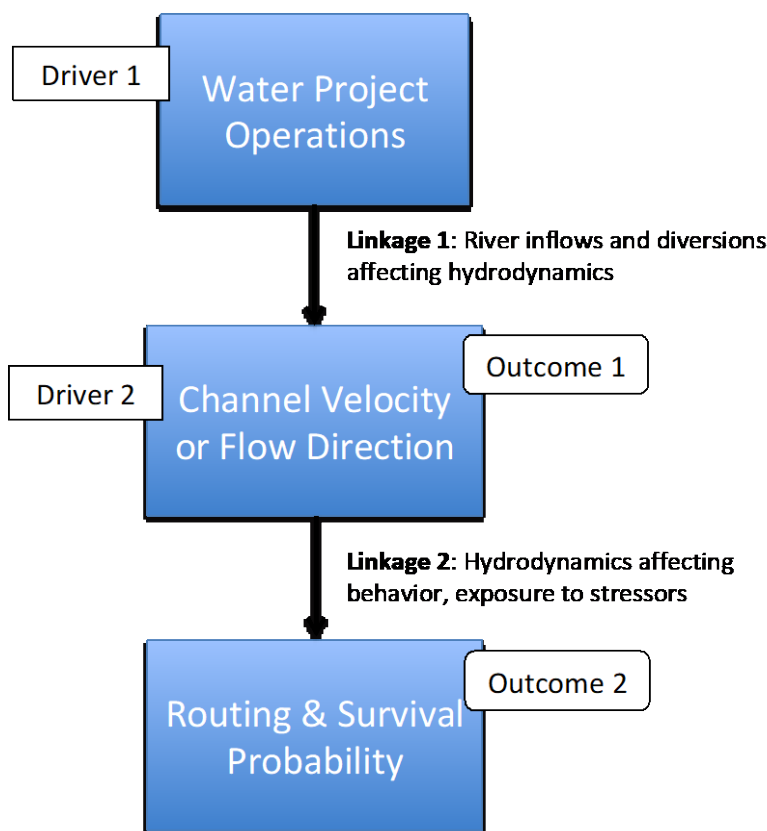 Driver 1
Water Project
Operations
Linkage 1: River inflows and diversions
affecting hydrodynamics
Outcome 1
Driver 2
Channel Velocity
or Flow Direction
Linkage 2: Hydrodynamics affecting
behavior, exposure to stressors
Outcome 2
Routing & Survival
Probability